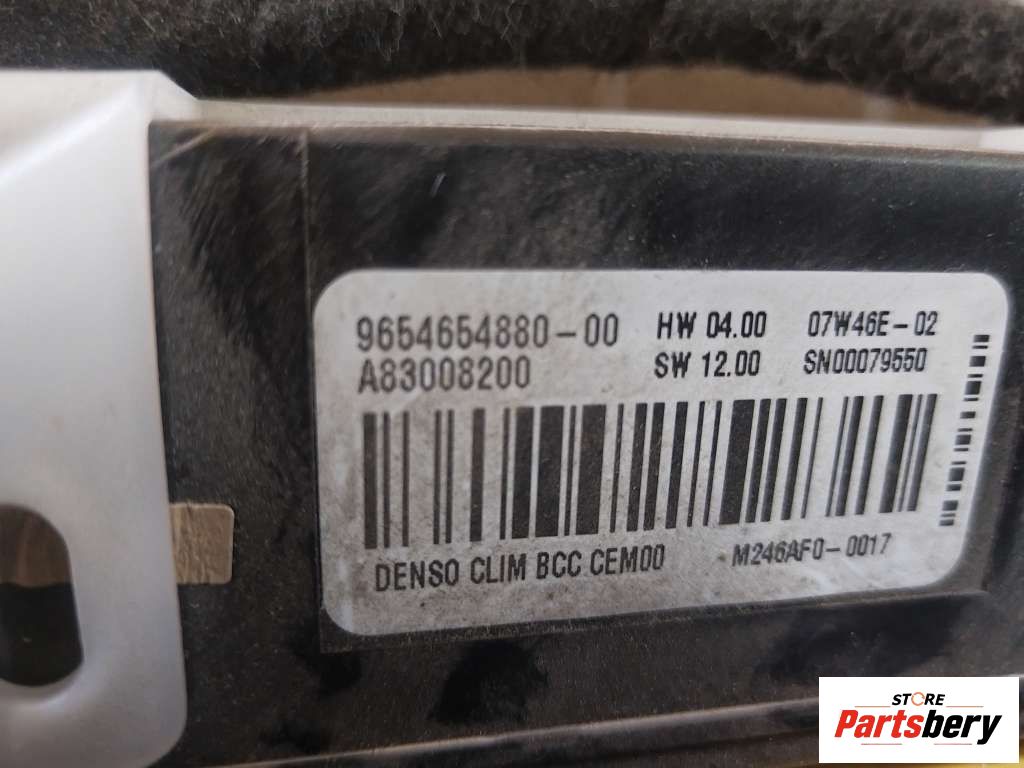 9654654880-00 HW 04.00 07W46E-02
A83008200 SW 12.00 SN00079550
DENSO CLIM BCC CEM00 M246AF0-0017
STORE
Partsbery